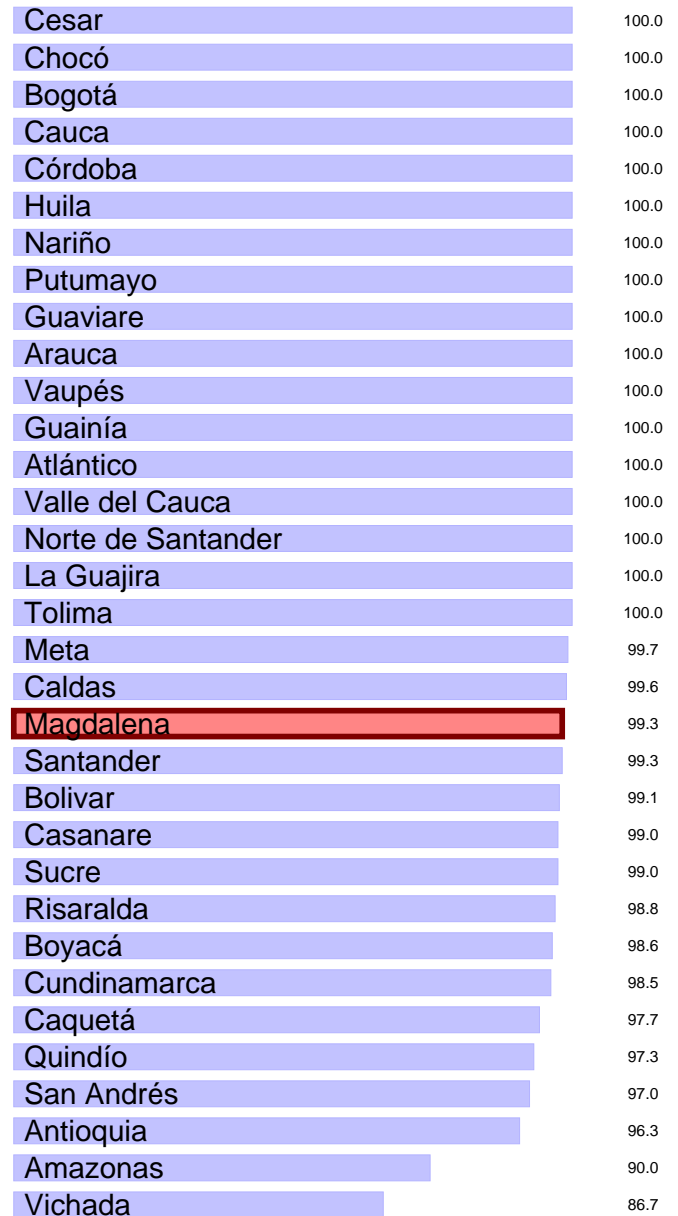 Cesar 100.0
Chocó 100.0
Bogotá 100.0
Cauca 100.0
Córdoba 100.0
Huila 100.0
Nariño 100.0
Putumayo 100.0
Guaviare 100.0
Arauca 100.0
Vaupés 100.0
Guainía 100.0
Atlántico 100.0
Valle del Cauca 100.0
Norte de Santander 100.0
La Guajira 100.0
Tolima 100.0
Meta 99.7
Caldas 99.6
Magdalena 99.3
Santander 99.3
Bolivar 99.1
Casanare 99.0
Sucre 99.0
Risaralda 98.8
Boyacá 98.6
Cundinamarca 98.5
Caquetá 97.7
Quindío 97.3
San Andrés 97.0
Antioquia 96.3
Amazonas 90.0
Vichada 86.7